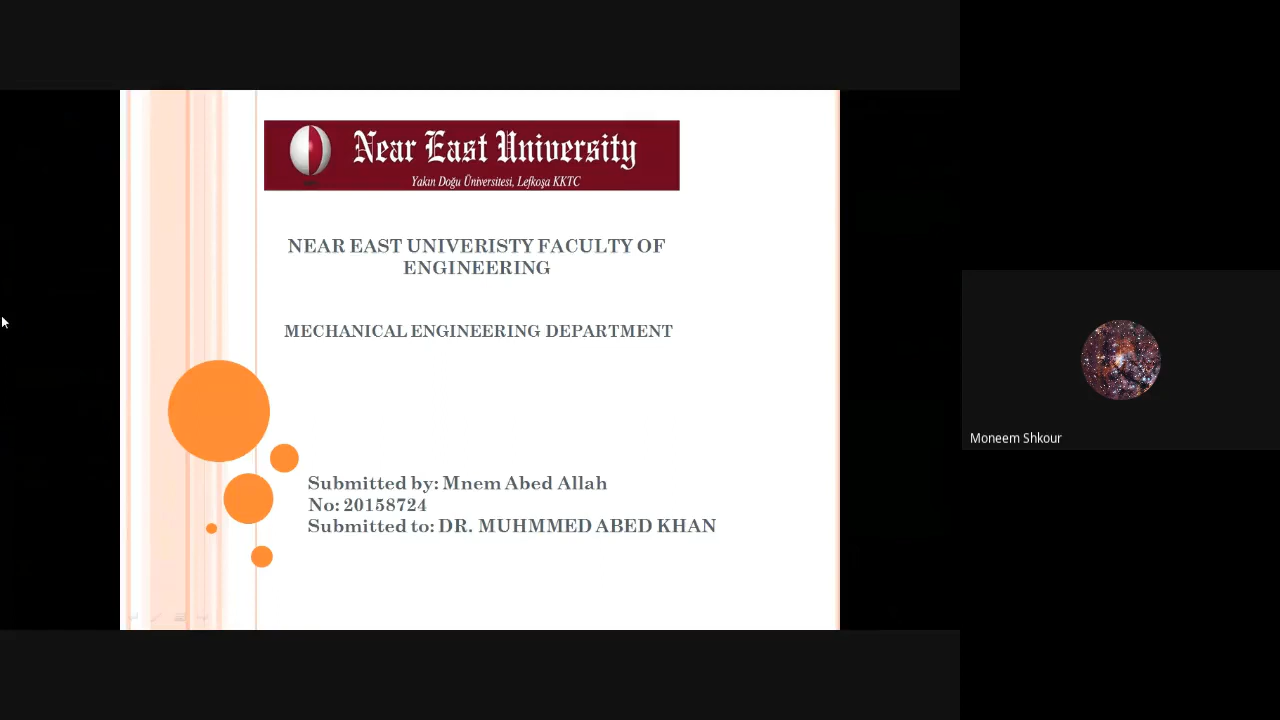 Near East University
Yakın Doğu Üniversitesi, Lefkoşa KKTC
NEAR EAST UNIVERISTY FACULTY OF
ENGINEERING
MECHANICAL ENGINEERING DEPARTMENT
Submitted by: Mnem Abed Allah
No: 20158724
Submitted to: DR. MUHMMED ABED KHAN
Moneem Shkour